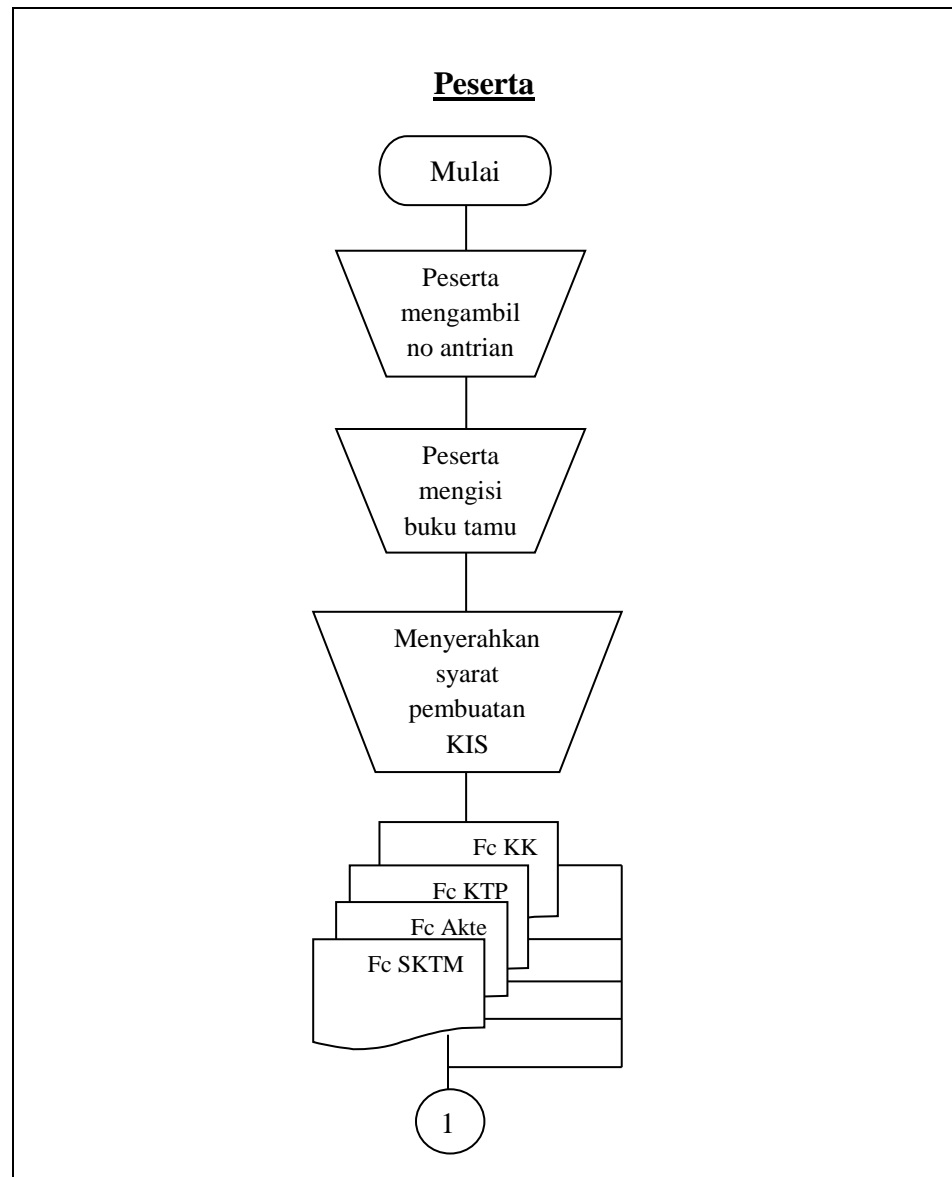 Peserta
Mulai
Peserta
mengambil
no antrian
Peserta
mengisi
buku tamu
Menyerahkan
syarat
pembuatan
KIS
Fc KK
Fc KTP
Fc Akte
Fc SKTM
1